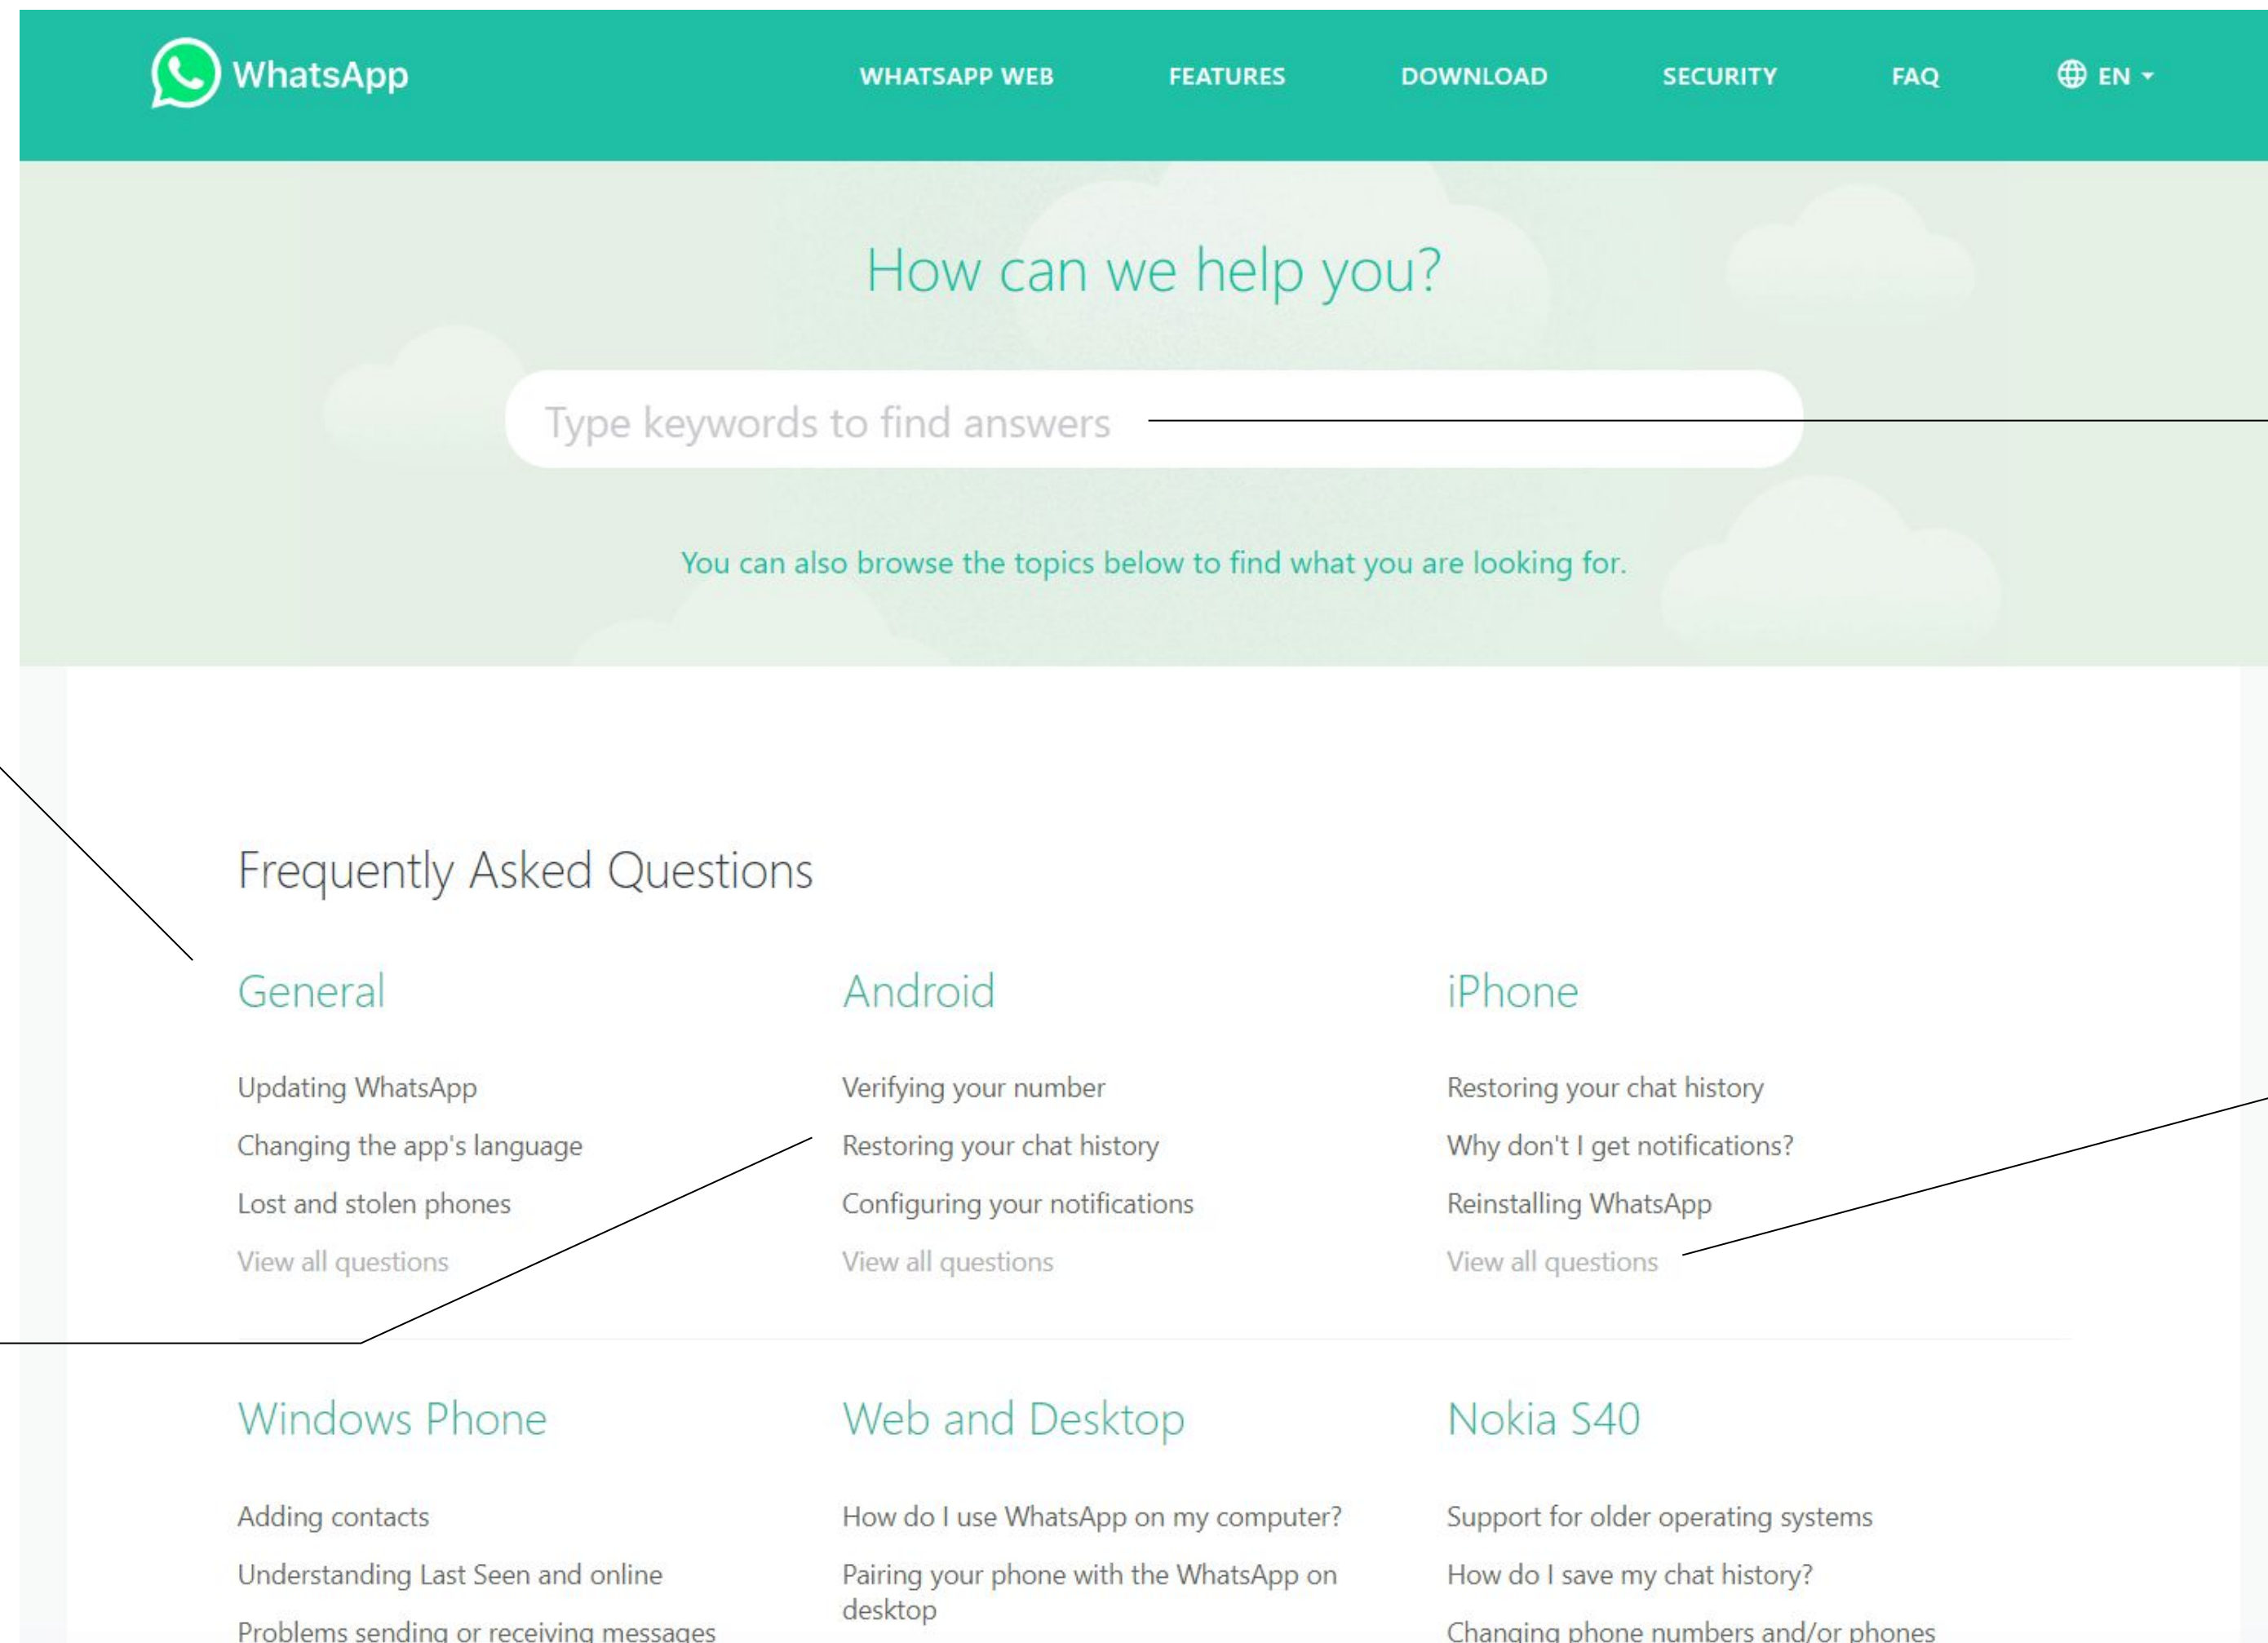 WhatsApp
WHATSAPP WEB
FEATURES
DOWNLOAD
SECURITY
FAQ
EN
How can we help you?
Type keywords to find answers
You can also browse the topics below to find what you are looking for.
Frequently Asked Questions
General
Updating WhatsApp
Changing the app's language
Lost and stolen phones
View all questions
Android
Verifying your number
Restoring your chat history
Configuring your notifications
View all questions
iPhone
Restoring your chat history
Why don't I get notifications?
Reinstalling WhatsApp
View all questions
Windows Phone
Adding contacts
Understanding Last Seen and online
Problems sending or receiving messages
Web and Desktop
How do I use WhatsApp on my computer?
Pairing your phone with the WhatsApp on
desktop
Nokia S40
Support for older operating systems
How do I save my chat history?
Changing phone numbers and/or phones